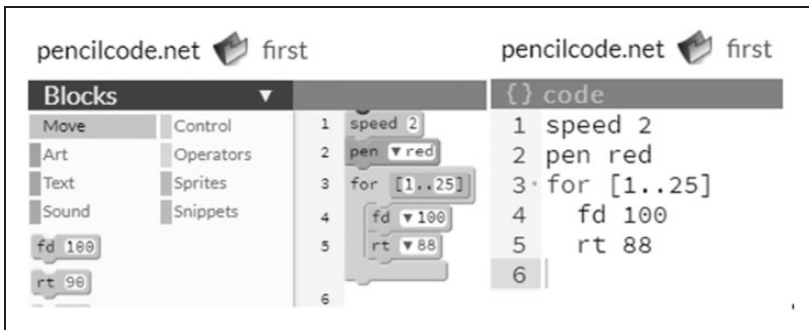 pencilcode.net first
Blocks ▼
Move Control
Art Operators
Text Sprites
Sound Snippets
fd 100
rt 90
1 speed 2
2 pen ▼ red
3 for [1..25]
4 fd ▼ 100
5 rt ▼ 88
6
pencilcode.net first
{} code
1 speed 2
2 pen red
3 for [1..25]
4 fd 100
5 rt 88
6